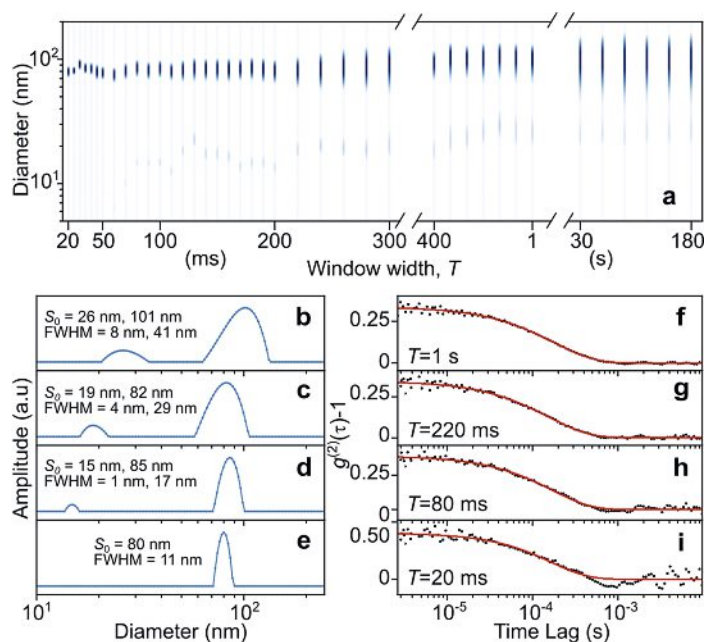 Diameter (nm)
10²
10¹
a
20 50 100 200 300 400 1 30 180
(ms) Window width, T (s)
b
S₀ = 26 nm, 101 nm
FWHM = 8 nm, 41 nm
c
S₀ = 19 nm, 82 nm
FWHM = 4 nm, 29 nm
d
S₀ = 15 nm, 85 nm
FWHM = 1 nm, 17 nm
e
S₀ = 80 nm
FWHM = 11 nm
Amplitude (a.u)
10¹ 10²
Diameter (nm)
g⁽²⁾(τ)-1
0.25
0
f
T=1 s
0.25
0
g
T=220 ms
0.25
0
h
T=80 ms
0.50
0
i
T=20 ms
10⁻⁵ 10⁻⁴ 10⁻³
Time Lag (s)